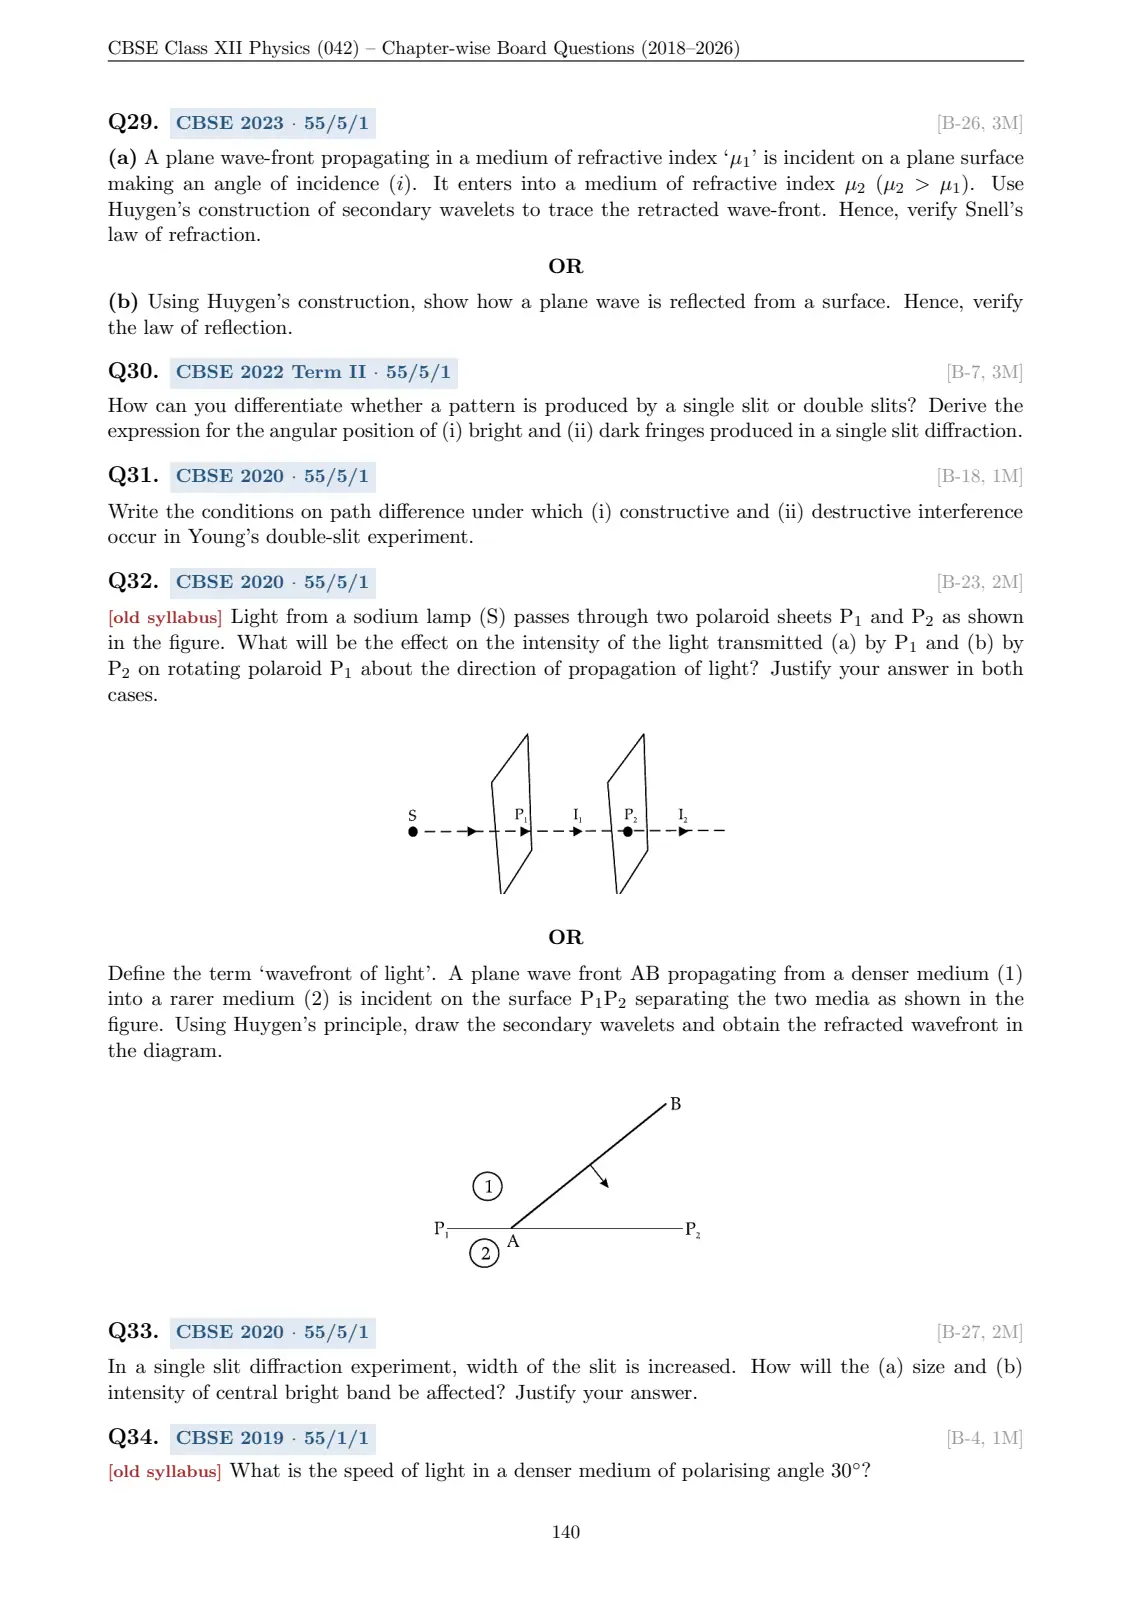 CBSE Class XII Physics (042) – Chapter-wise Board Questions (2018–2026)
Q29. CBSE 2023 · 55/5/1 [B-26, 3M]
(a) A plane wave-front propagating in a medium of refractive index ‘μ₁’ is incident on a plane surface
making an angle of incidence (i). It enters into a medium of refractive index μ₂ (μ₂ > μ₁). Use
Huygen’s construction of secondary wavelets to trace the retracted wave-front. Hence, verify Snell’s
law of refraction.
OR
(b) Using Huygen’s construction, show how a plane wave is reflected from a surface. Hence, verify
the law of reflection.
Q30. CBSE 2022 Term II · 55/5/1 [B-7, 3M]
How can you differentiate whether a pattern is produced by a single slit or double slits? Derive the
expression for the angular position of (i) bright and (ii) dark fringes produced in a single slit diffraction.
Q31. CBSE 2020 · 55/5/1 [B-18, 1M]
Write the conditions on path difference under which (i) constructive and (ii) destructive interference
occur in Young’s double-slit experiment.
Q32. CBSE 2020 · 55/5/1 [B-23, 2M]
[old syllabus] Light from a sodium lamp (S) passes through two polaroid sheets P₁ and P₂ as shown
in the figure. What will be the effect on the intensity of the light transmitted (a) by P₁ and (b) by
P₂ on rotating polaroid P₁ about the direction of propagation of light? Justify your answer in both
cases.
S P₁ I₁ P₂ I₂
OR
Define the term ‘wavefront of light’. A plane wave front AB propagating from a denser medium (1)
into a rarer medium (2) is incident on the surface P₁P₂ separating the two media as shown in the
figure. Using Huygen’s principle, draw the secondary wavelets and obtain the refracted wavefront in
the diagram.
B
1
P₁ P₂
2 A
Q33. CBSE 2020 · 55/5/1 [B-27, 2M]
In a single slit diffraction experiment, width of the slit is increased. How will the (a) size and (b)
intensity of central bright band be affected? Justify your answer.
Q34. CBSE 2019 · 55/1/1 [B-4, 1M]
[old syllabus] What is the speed of light in a denser medium of polarising angle 30°?
140